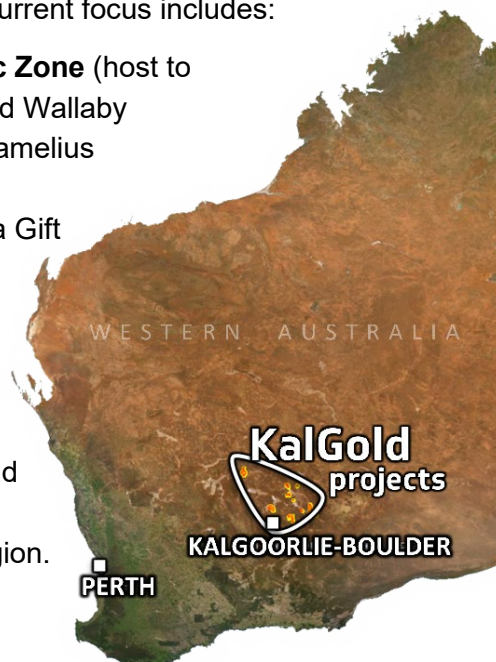 urrent focus includes:
c Zone (host to
d Wallaby
amelius
a Gift
WESTERN AUSTRALIA
KalGold
projects
d
KALGOORLIE-BOULDER
gion.
PERTH